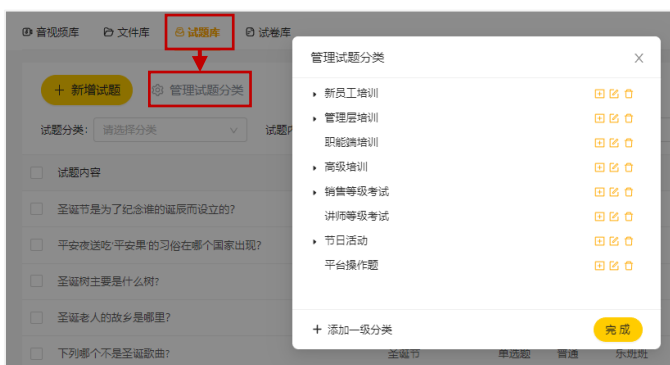 音视频库 文件库 试题库 试卷库
管理试题分类
+ 新增试题 管理试题分类
试题分类: 请选择分类 试题内
试题内容
圣诞节是为了纪念谁的诞辰而设立的?
平安夜送吃'平安果'的习俗在哪个国家出现?
圣诞树主要是什么树?
圣诞老人的故乡是哪里?
下列哪个不是圣诞歌曲? 圣诞节 单选题 普通 乐班班
新员工培训
管理层培训
职能端培训
高级培训
销售等级考试
讲师等级考试
节日活动
平台操作题
+ 添加一级分类 完成